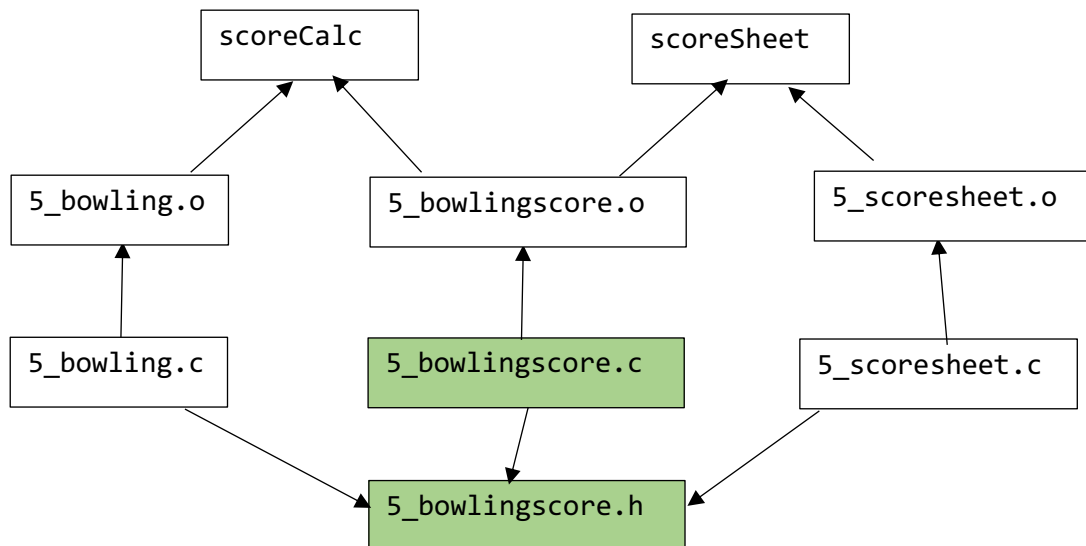 scoreCalc
scoreSheet
5_bowling.o
5_bowlingscore.o
5_scoresheet.o
5_bowling.c
5_bowlingscore.c
5_scoresheet.c
5_bowlingscore.h